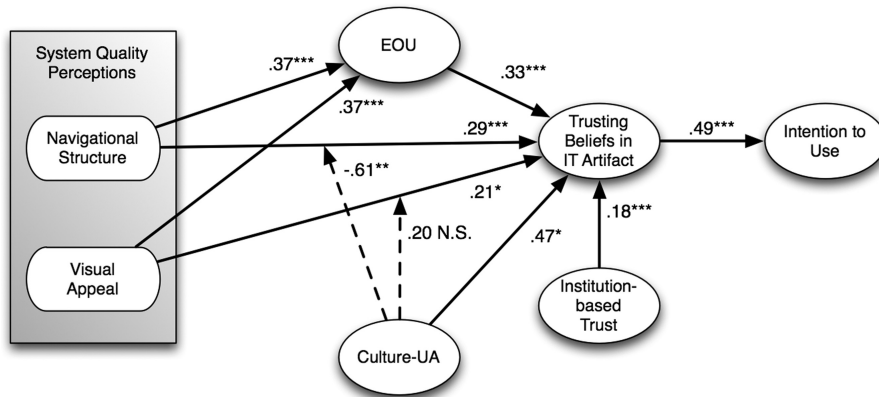 System Quality
Perceptions
EOU
.37***
.33***
.37***
Navigational
Structure
.29***
Trusting
Beliefs in
IT Artifact
.49***
Intention to
Use
-.61**
.21*
.18***
.20 N.S.
.47*
Visual
Appeal
Institution-
based
Trust
Culture-UA